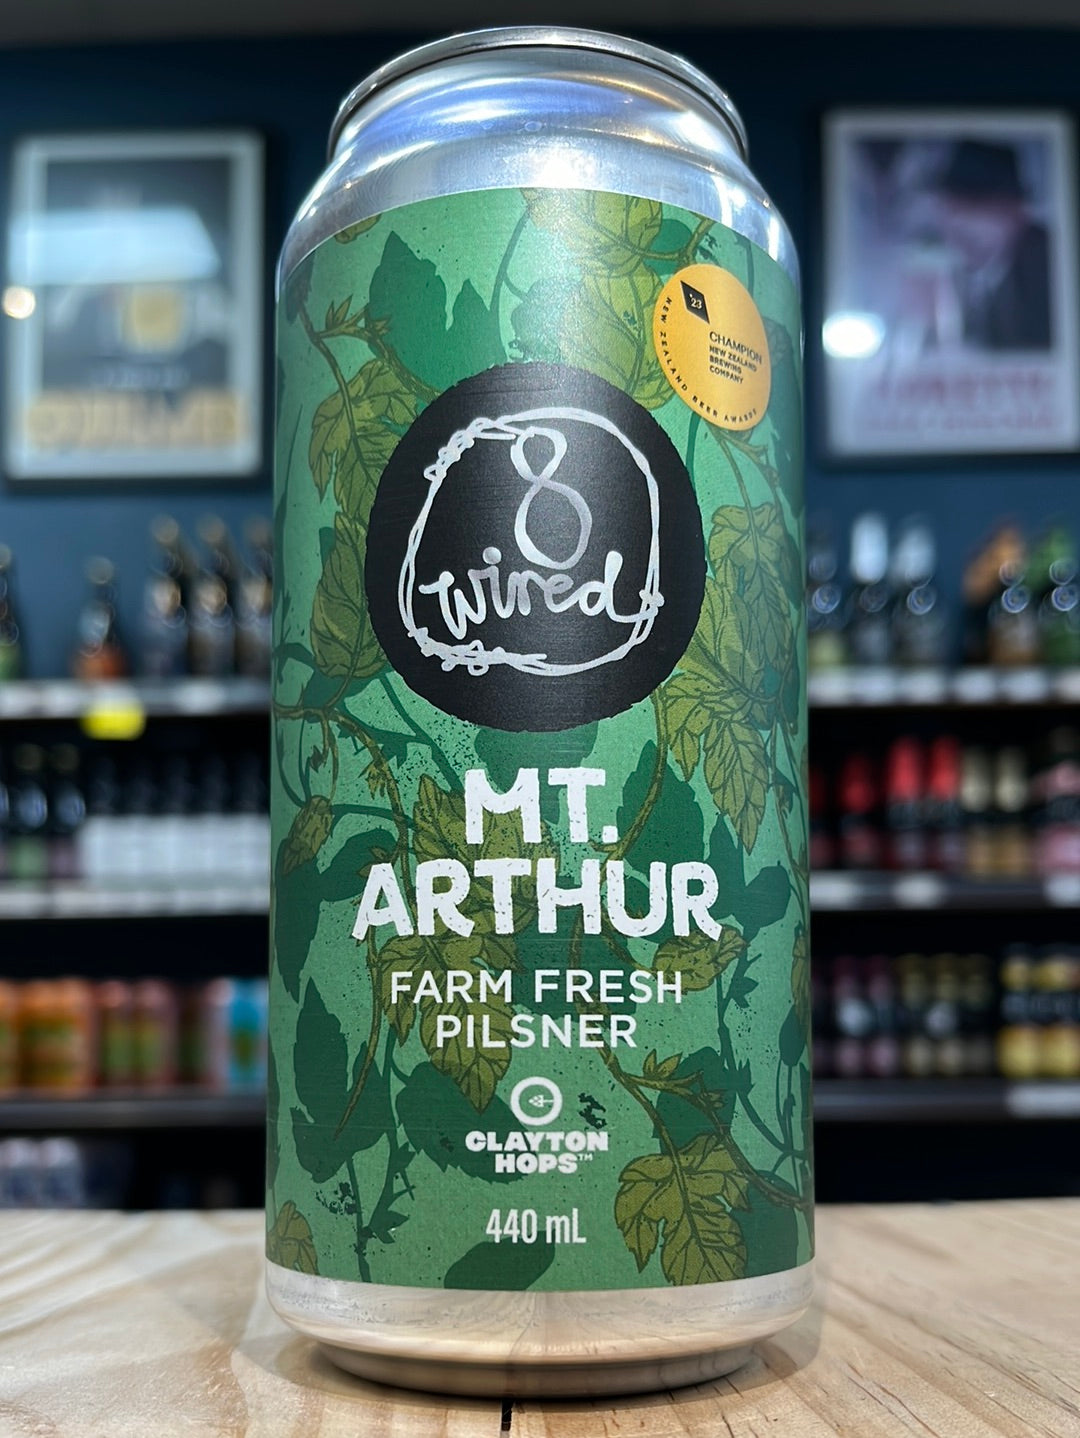 '23
CHAMPION
NEW ZEALAND
BREWING
COMPANY
NEW ZEALAND BEER AWARDS
8
wired
MT.
ARTHUR
FARM FRESH
PILSNER
CLAYTON
HOPS™
440 mL